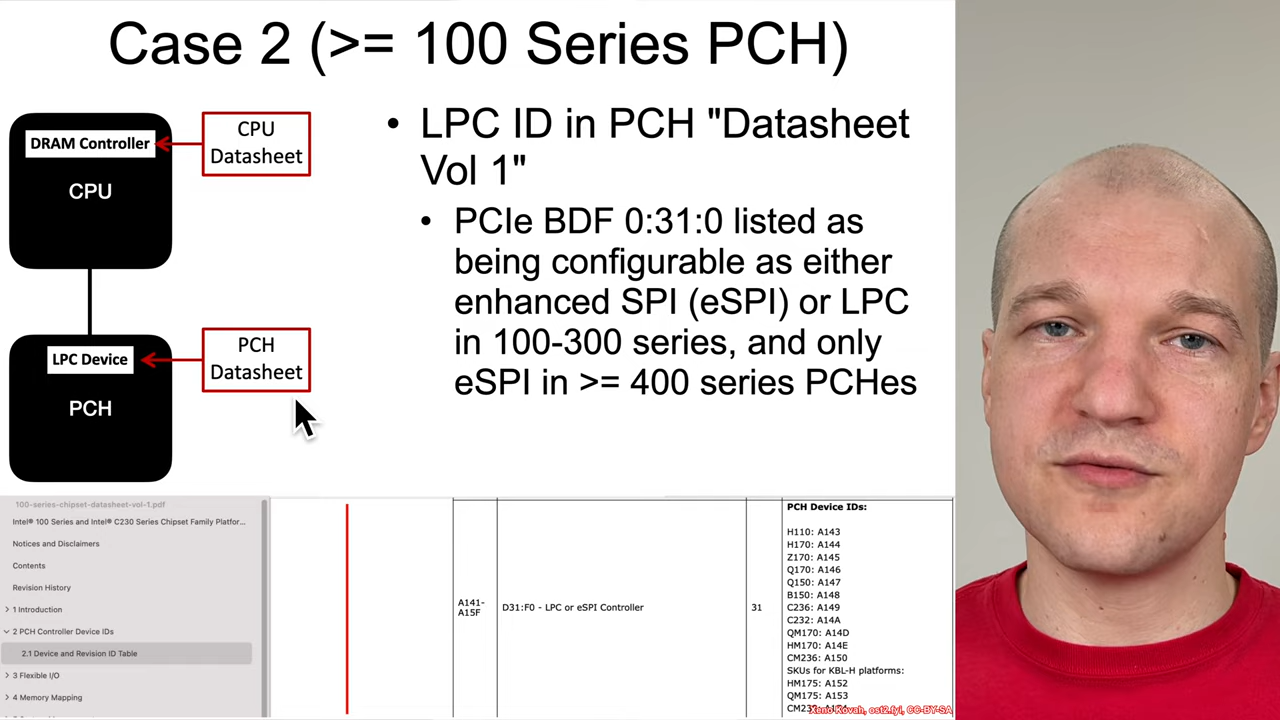 Case 2 (>= 100 Series PCH)
DRAM Controller
CPU
CPU
Datasheet
LPC Device
PCH
PCH
Datasheet
• LPC ID in PCH "Datasheet
Vol 1"
• PCIe BDF 0:31:0 listed as
being configurable as either
enhanced SPI (eSPI) or LPC
in 100-300 series, and only
eSPI in >= 400 series PCHes
100-series-chipset-datasheet-vol-1.pdf
Intel® 100 Series and Intel® C230 Series Chipset Family Platfor...
Notices and Disclaimers
Contents
Revision History
1 Introduction
2 PCH Controller Device IDs
2.1 Device and Revision ID Table
3 Flexible I/O
4 Memory Mapping
A141-
A15F
D31:F0 - LPC or eSPI Controller
31
PCH Device IDs:
H110: A143
H170: A144
Z170: A145
Q170: A146
Q150: A147
B150: A148
C236: A149
C232: A14A
QM170: A14D
HM170: A14E
CM236: A150
SKUs for KBL-H platforms:
HM175: A152
QM175: A153
Xeno Kovah, ost2.fyi, CC-BY-SA